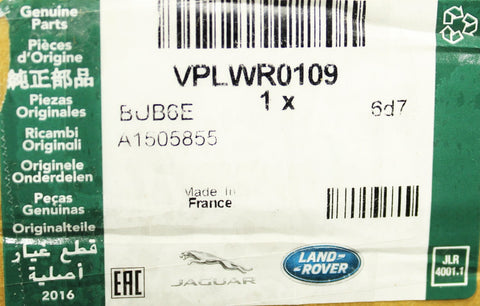 Genuine
Parts
Pièces
d'Origine
純正部品
Piezas
Originales
Ricambi
Originali
Originele
Onderdelen
Peças
Genuinas
Originalteile
قطع غيار
أصلية
2016
VPLWR0109
1 x
BJB6E
6d7
A1505855
Made In
France
EAC
JAGUAR
LAND-
ROVER
JLR
4001.1